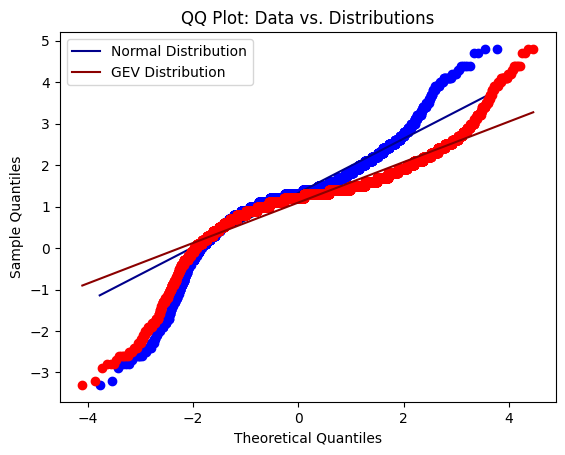 QQ Plot: Data vs. Distributions
Normal Distribution
GEV Distribution
Sample Quantiles
5
4
3
2
1
0
−1
−2
−3
−4
−2
0
2
4
Theoretical Quantiles